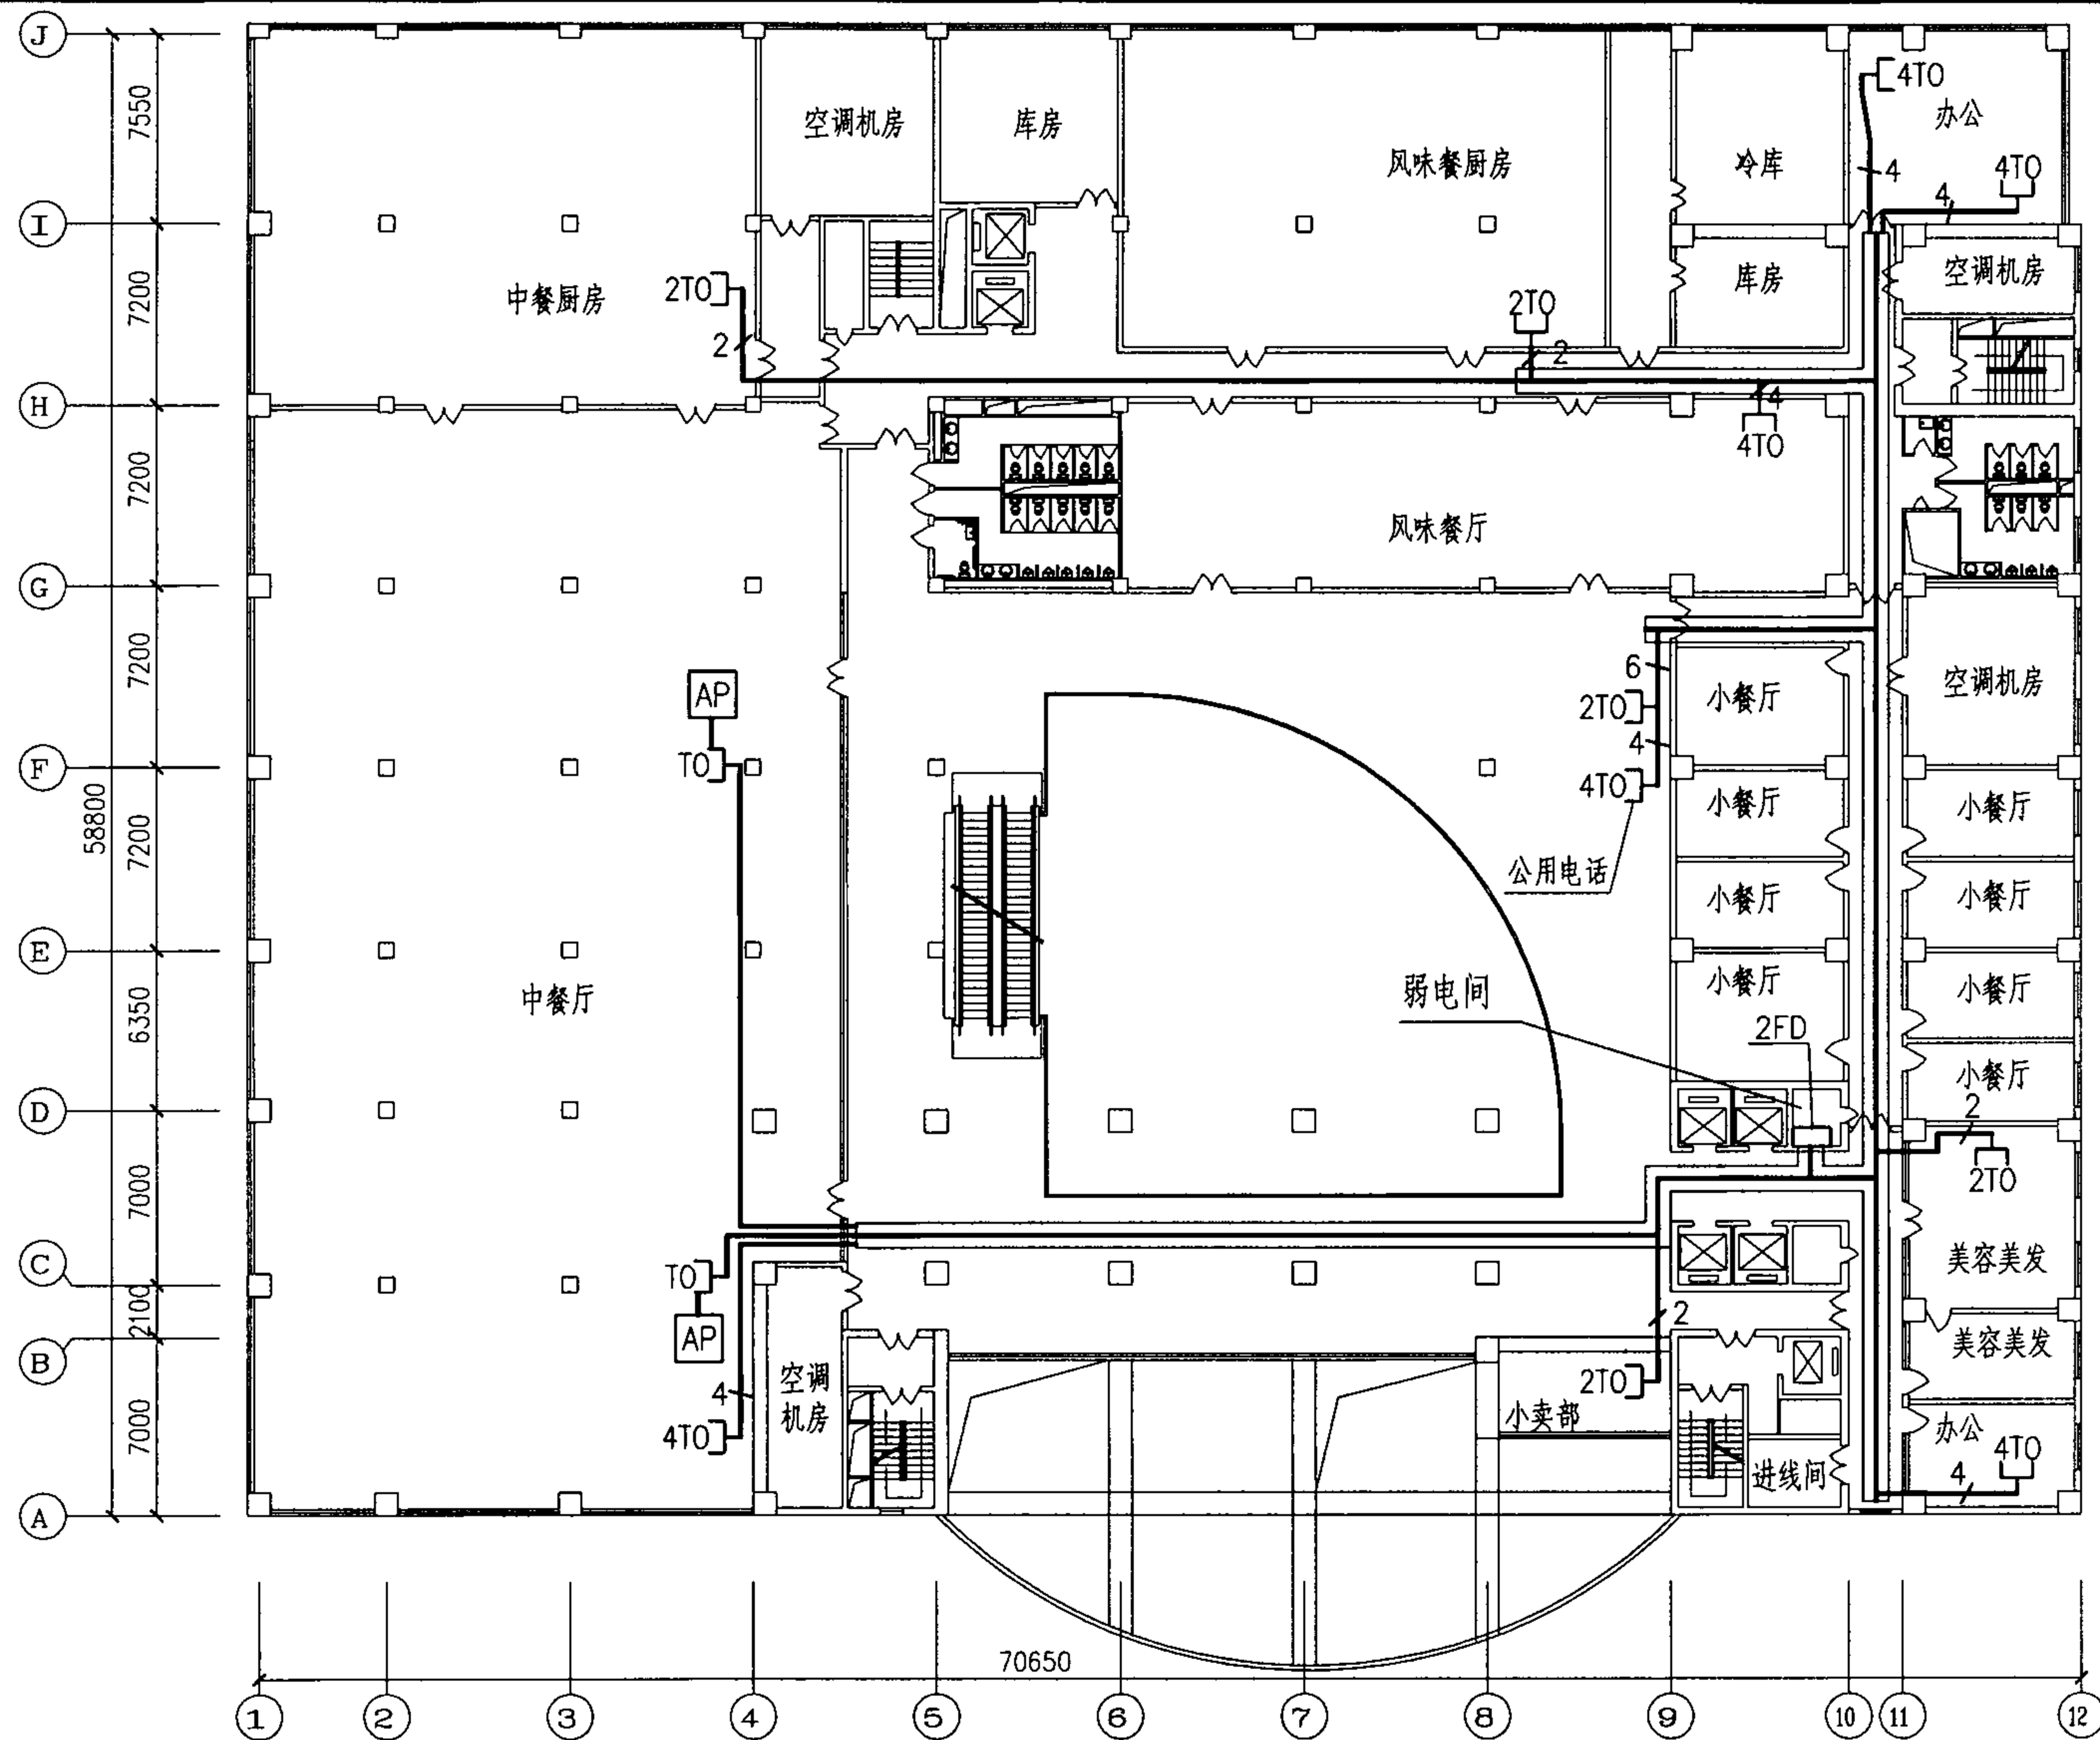 J
4TO
7550
空调机房
库房
办公
风味餐厨房
冷库
4
4TO
4
I
空调机房
7200
中餐厨房
2TO
库房
2TO
2
2
H
4
4TO
7200
风味餐厅
G
7200
6
空调机房
AP
小餐厅
2TO
TO
4
F
4TO
小餐厅
小餐厅
58800
7200
公用电话
小餐厅
小餐厅
E
中餐厅
弱电间
小餐厅
小餐厅
6350
2FD
小餐厅
D
2
2TO
7000
C
TO
美容美发
2100
2
AP
B
空调
机房
美容美发
4
2TO
小卖部
7000
4TO
办公
4TO
进线间
4
A
70650
1
2
3
4
5
6
7
8
9
10
11
12